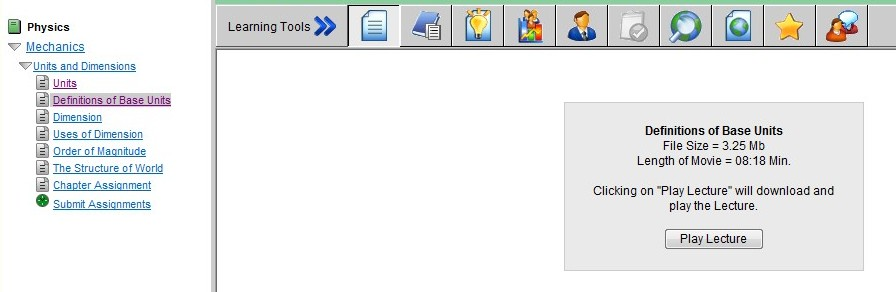 Physics
Mechanics
Units and Dimensions
Units
Definitions of Base Units
Dimension
Uses of Dimension
Order of Magnitude
The Structure of World
Chapter Assignment
Submit Assignments
Learning Tools
Definitions of Base Units
File Size = 3.25 Mb
Length of Movie = 08:18 Min.
Clicking on "Play Lecture" will download and
play the Lecture.
Play Lecture